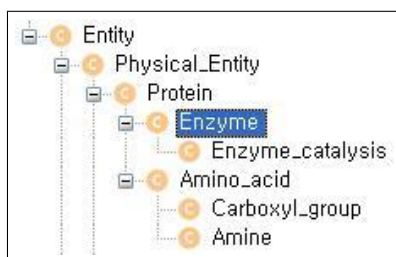 Entity
Physical_Entity
Protein
Enzyme
Enzyme_catalysis
Amino_acid
Carboxyl_group
Amine